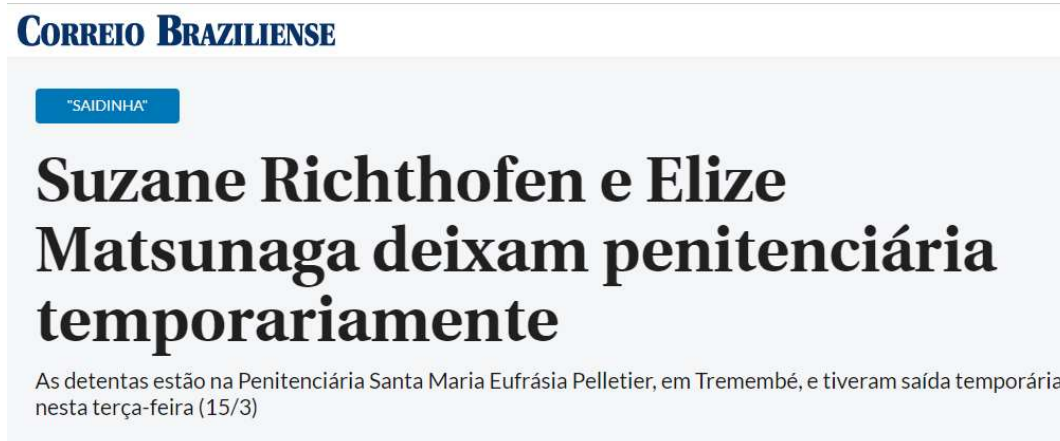 CORREIO BRAZILIENSE
"SAIDINHA"
Suzane Richthofen e Elize
Matsunaga deixam penitenciária
temporariamente
As detentas estão na Penitenciária Santa Maria Eufrásia Pelletier, em Tremembé, e tiveram saída temporária
nesta terça-feira (15/3)